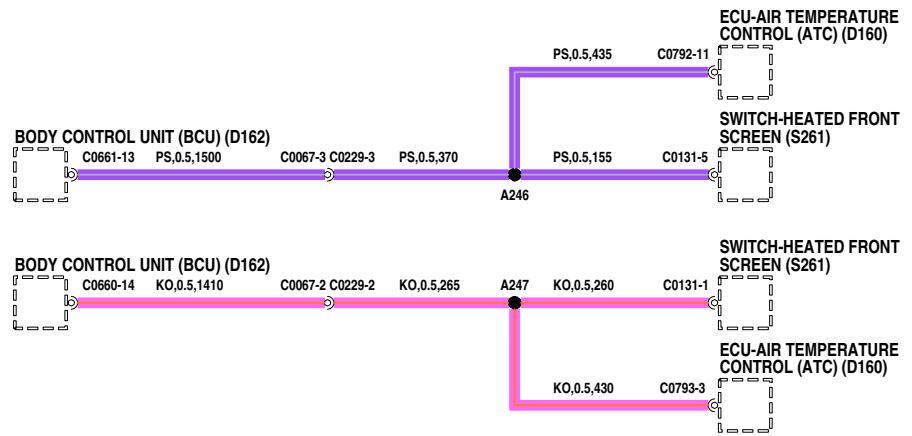 ECU-AIR TEMPERATURE
CONTROL (ATC) (D160)
PS,0.5,435 C0792-11
SWITCH-HEATED FRONT
SCREEN (S261)
BODY CONTROL UNIT (BCU) (D162)
C0661-13 PS,0.5,1500 C0067-3 C0229-3 PS,0.5,370 PS,0.5,155 C0131-5
A246
SWITCH-HEATED FRONT
SCREEN (S261)
BODY CONTROL UNIT (BCU) (D162)
C0660-14 KO,0.5,1410 C0067-2 C0229-2 KO,0.5,265 A247 KO,0.5,260 C0131-1
ECU-AIR TEMPERATURE
CONTROL (ATC) (D160)
KO,0.5,430 C0793-3